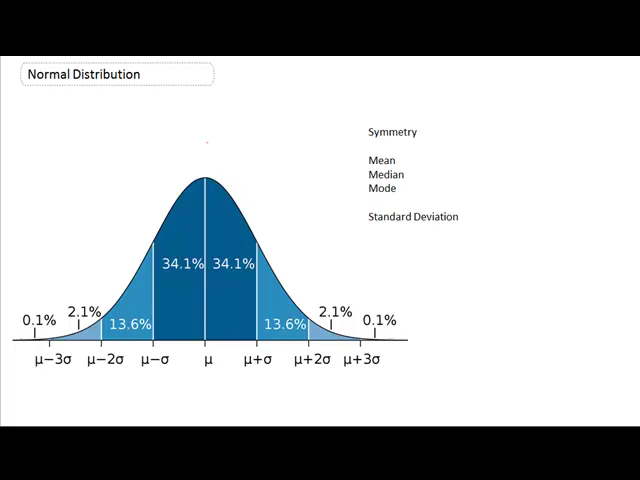 Normal Distribution
Symmetry
Mean
Median
Mode
Standard Deviation
34.1% 34.1%
0.1% 2.1% 13.6% 13.6% 2.1% 0.1%
μ−3σ μ−2σ μ−σ μ μ+σ μ+2σ μ+3σ